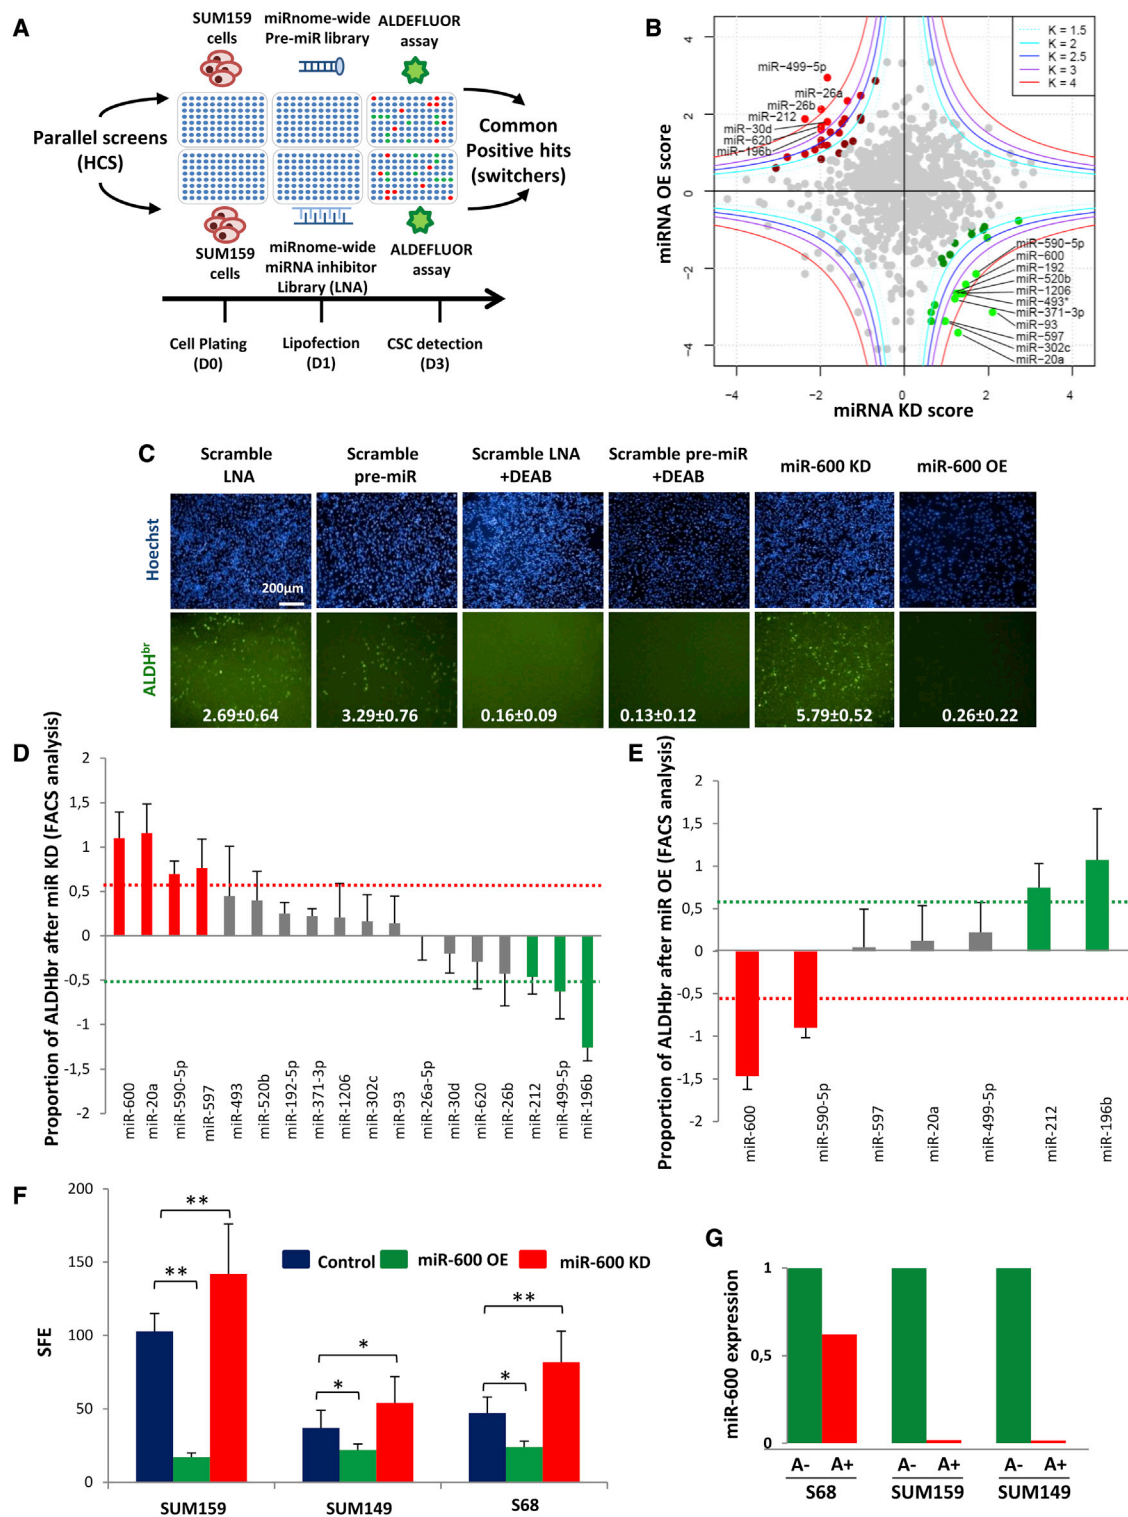 A
SUM159
cells
miRnome-wide
Pre-miR library
ALDEFLUOR
assay
Parallel screens
(HCS)
Common
Positive hits
(switchers)
SUM159
cells
miRnome-wide
miRNA inhibitor
Library (LNA)
ALDEFLUOR
assay
Cell Plating
(D0)
Lipofection
(D1)
CSC detection
(D3)
B
miRNA OE score
4
2
0
−2
−4
K = 1.5
K = 2
K = 2.5
K = 3
K = 4
miR−499−5p
miR−26a
miR−26b
miR−212
miR−30d
miR−620
miR−196b
miR−590−5p
miR−600
miR−192
miR−520b
miR−1206
miR−493*
miR−371−3p
miR−93
miR−597
miR−302c
miR−20a
−4
−2
0
2
4
miRNA KD score
C
Scramble
LNA
Scramble
pre-miR
Scramble LNA
+DEAB
Scramble pre-miR
+DEAB
miR-600 KD
miR-600 OE
Hoechst
200µm
ALDHbr
2.69±0.64
3.29±0.76
0.16±0.09
0.13±0.12
5.79±0.52
0.26±0.22
D
Proportion of ALDHbr after miR KD (FACS analysis)
2
1,5
1
0,5
0
-0,5
-1
-1,5
-2
miR-600
miR-20a
miR-590-5p
miR-597
miR-493
miR-520b
miR-192-5p
miR-371-3p
miR-1206
miR-302c
miR-93
miR-26a-5p
miR-30d
miR-620
miR-26b
miR-212
miR-499-5p
miR-196b
E
Proportion of ALDHbr after miR OE (FACS analysis)
2
1,5
1
0,5
0
-0,5
-1
-1,5
-2
miR-600
miR-590-5p
miR-597
miR-20a
miR-499-5p
miR-212
miR-196b
F
SFE
200
150
100
50
0
**
**
*
*
**
*
Control
miR-600 OE
miR-600 KD
SUM159
SUM149
S68
G
miR-600 expression
1
0,5
0
A- A+
A- A+
A- A+
S68
SUM159
SUM149